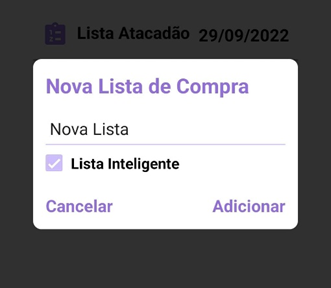 Lista Atacadão 29/09/2022
Nova Lista de Compra
Nova Lista
Lista Inteligente
Cancelar Adicionar